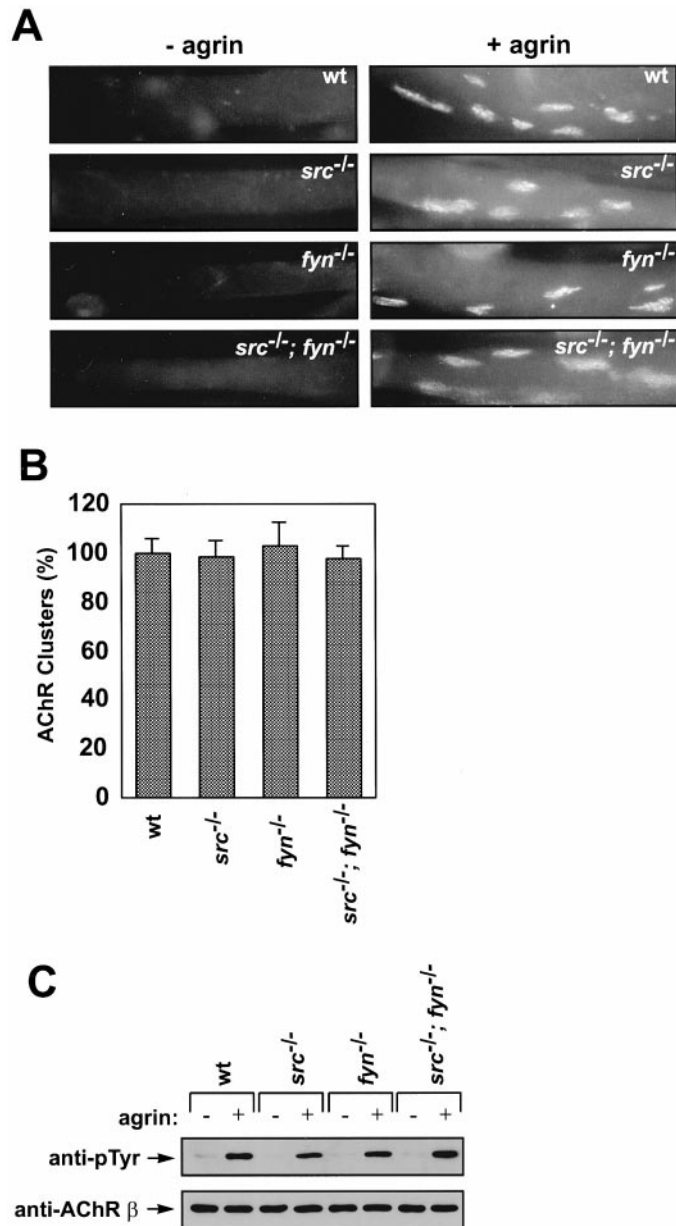 A
- agrin
+ agrin
wt
wt
src-/-
src-/-
fyn-/-
fyn-/-
src-/-; fyn-/-
src-/-; fyn-/-
B
AChR Clusters (%)
120
100
80
60
40
20
0
wt
src-/-
fyn-/-
src-/-; fyn-/-
C
wt
src-/-
fyn-/-
src-/-; fyn-/-
agrin: - + - + - + - +
anti-pTyr
anti-AChR β